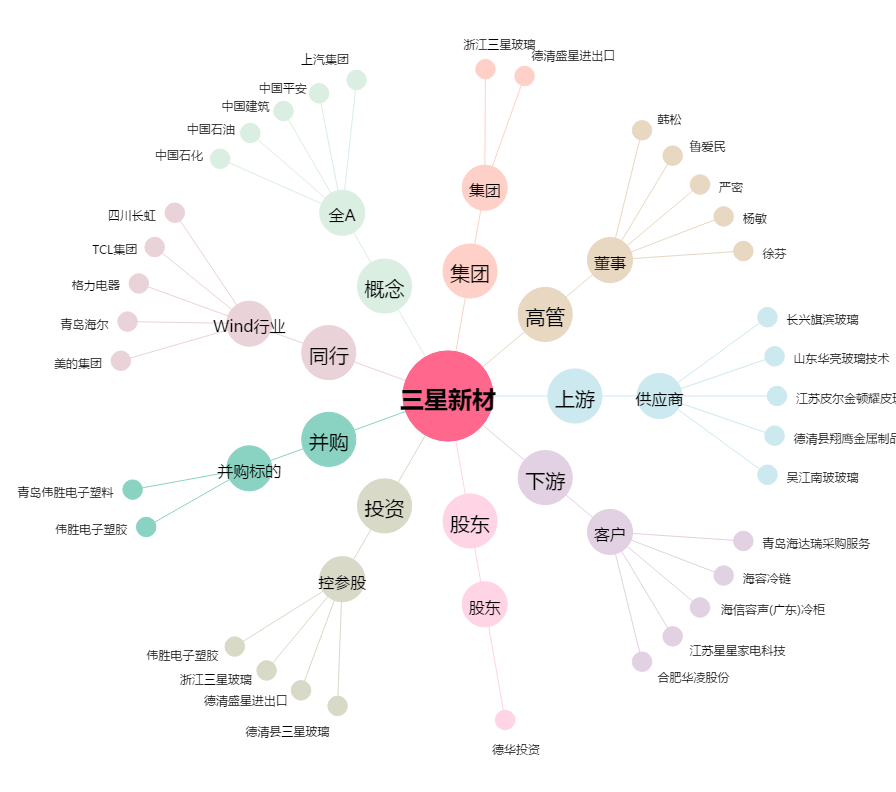 浙江三星玻璃
德清盛星进出口
上汽集团
中国平安
中国建筑
中国石油
中国石化
韩松
鲁爱民
严密
杨敏
徐芬
集团
全A
四川长虹
TCL集团
格力电器
青岛海尔
美的集团
董事
集团
概念
高管
Wind行业
同行
长兴旗滨玻璃
山东华亮玻璃技术
江苏皮尔金顿耀皮玻
德清县翔鹰金属制品
吴江南玻玻璃
三星新材
上游
供应商
并购
并购标的
青岛伟胜电子塑料
伟胜电子塑胶
下游
投资
股东
客户
青岛海达瑞采购服务
海容冷链
海信容声(广东)冷柜
江苏星星家电科技
合肥华凌股份
控参股
股东
伟胜电子塑胶
浙江三星玻璃
德清盛星进出口
德清县三星玻璃
德华投资